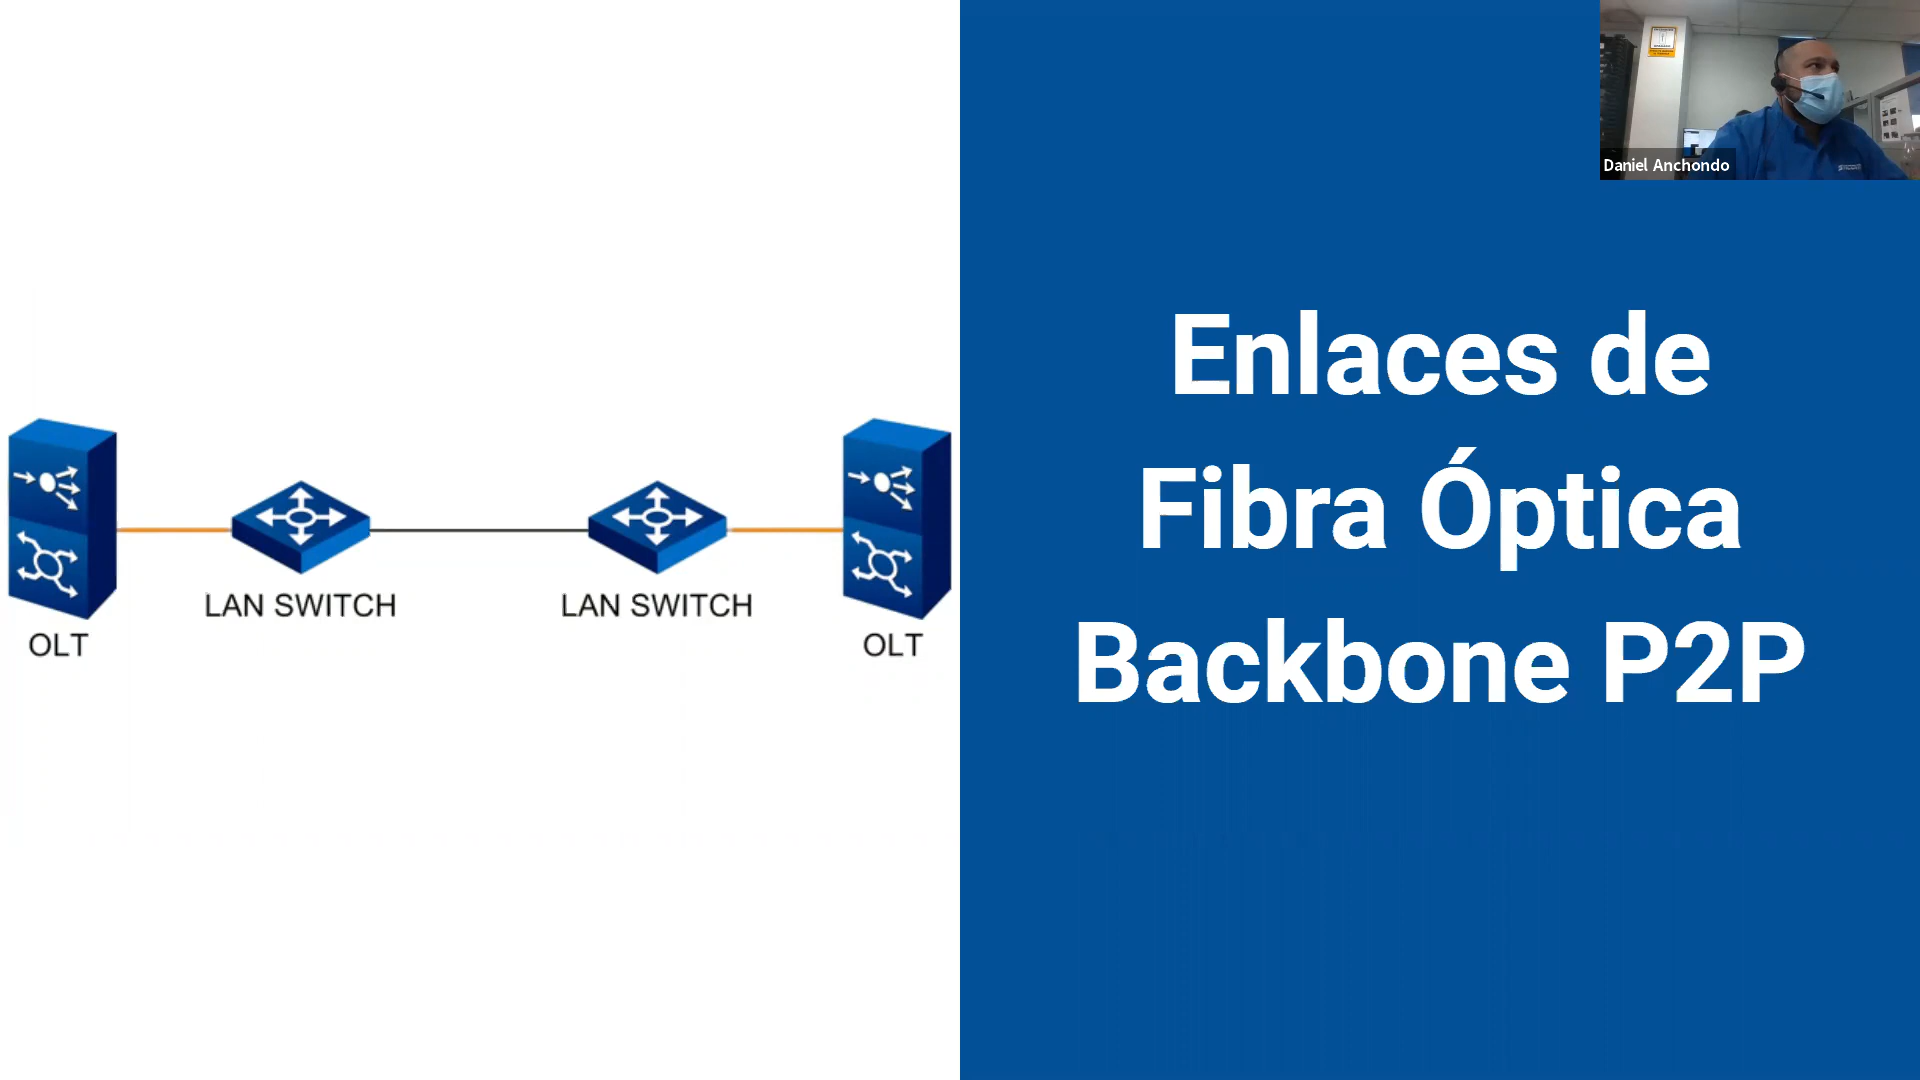 Daniel Anchondo
Enlaces de
Fibra Óptica
Backbone P2P
LAN SWITCH
LAN SWITCH
OLT
OLT